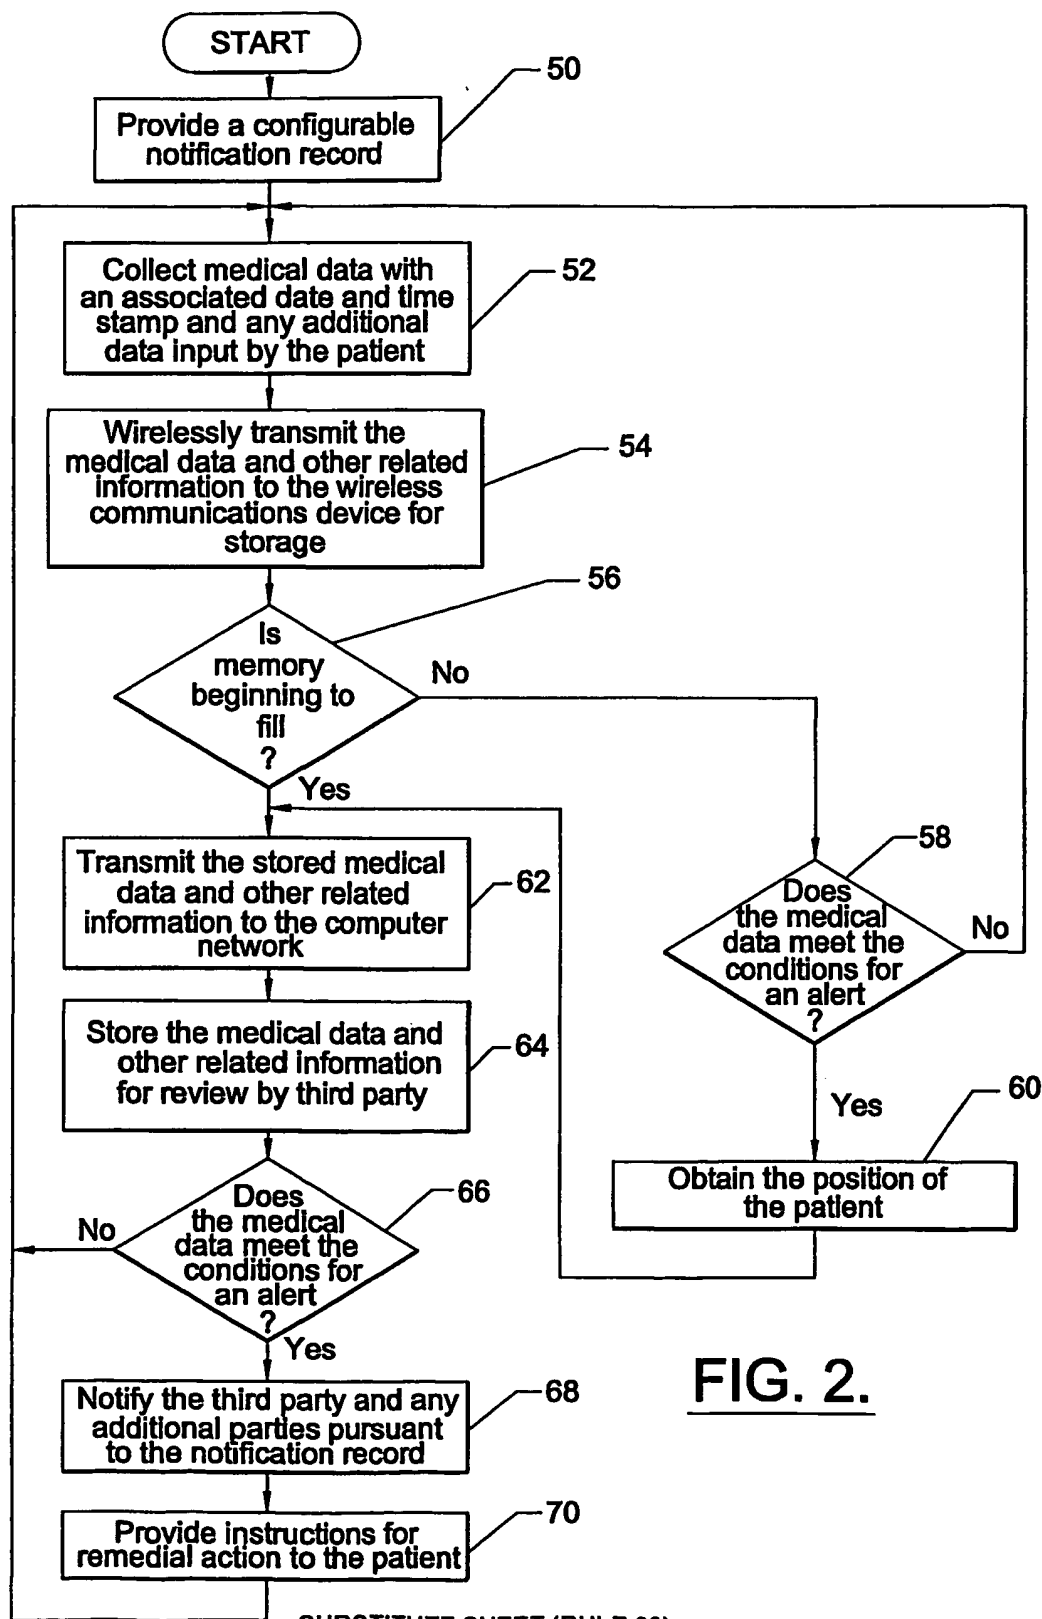 START
50
Provide a configurable
notification record
Collect medical data with
an associated date and time
stamp and any additional
data input by the patient
52
Wirelessly transmit the
medical data and other related
information to the wireless
communications device for
storage
54
56
Is
memory
beginning to
fill
?
No
Yes
Transmit the stored medical
data and other related
information to the computer
network
62
58
Does
the medical
data meet the
conditions for
an alert
?
No
Yes
Store the medical data and
other related information
for review by third party
64
60
Obtain the position of
the patient
Does
the medical
data meet the
conditions for
an alert
?
66
No
Yes
Notify the third party and any
additional parties pursuant
to the notification record
68
FIG. 2.
Provide instructions for
remedial action to the patient
70